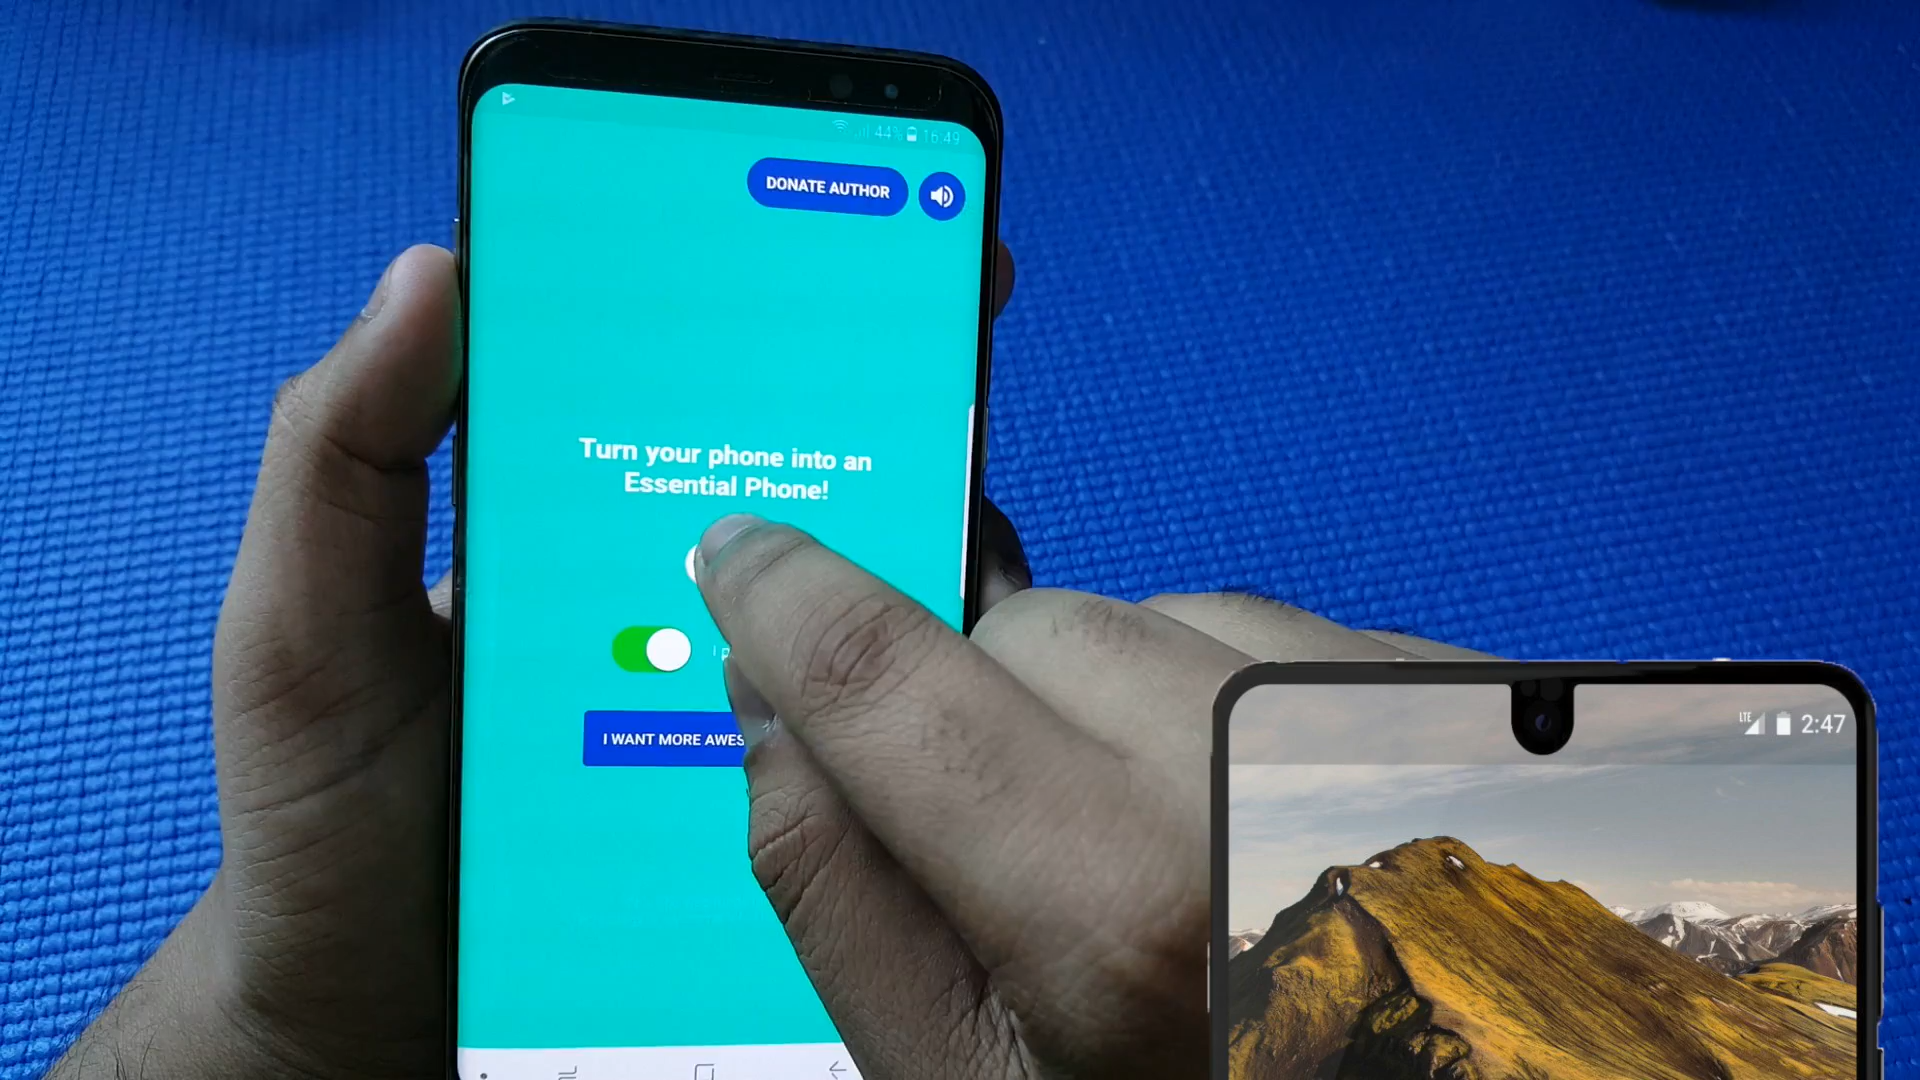 44% 16:49
DONATE AUTHOR
Turn your phone into an
Essential Phone!
I
I WANT MORE AWES
LTE 2:47